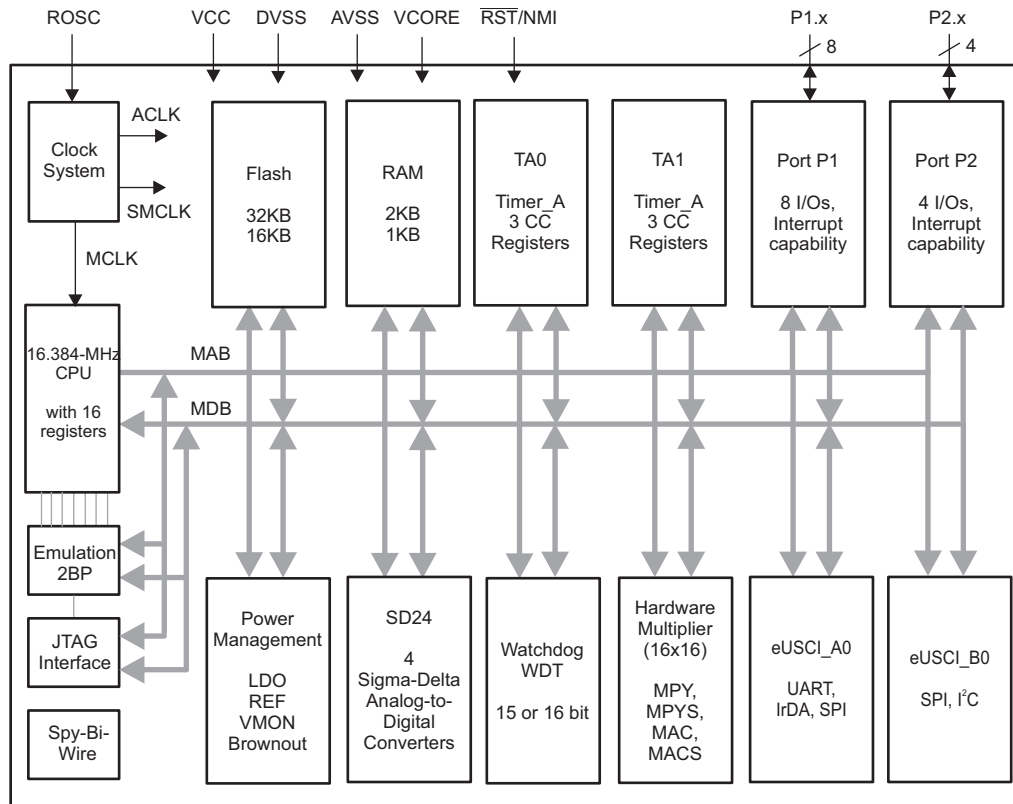 ROSC
VCC
DVSS
AVSS
VCORE
RST/NMI
P1.x
P2.x
8
4
Clock
System
ACLK
SMCLK
MCLK
Flash
32KB
16KB
RAM
2KB
1KB
TA0
Timer_A
3 CC
Registers
TA1
Timer_A
3 CC
Registers
Port P1
8 I/Os,
Interrupt
capability
Port P2
4 I/Os,
Interrupt
capability
16.384-MHz
CPU
with 16
registers
MAB
MDB
Emulation
2BP
JTAG
Interface
Spy-Bi-
Wire
Power
Management
LDO
REF
VMON
Brownout
SD24
4
Sigma-Delta
Analog-to-
Digital
Converters
Watchdog
WDT
15 or 16 bit
Hardware
Multiplier
(16x16)
MPY,
MPYS,
MAC,
MACS
eUSCI_A0
UART,
IrDA, SPI
eUSCI_B0
SPI, I²C